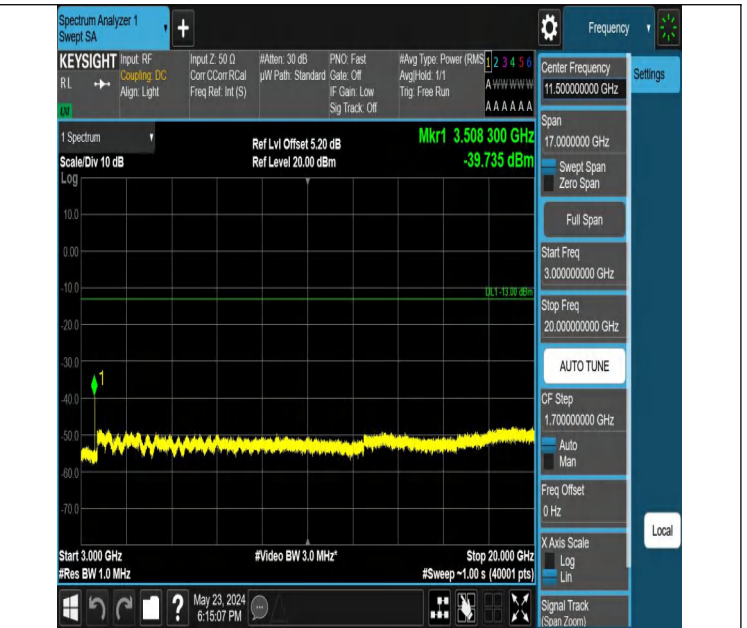 Spectrum Analyzer 1
Swept SA
+
Frequency
KEYSIGHT
RL
Input: RF
Coupling: DC
Align: Light
Input Z: 50 Ω
Corr CCorr RCal
Freq Ref: Int (S)
#Atten: 30 dB
µW Path: Standard
PNO: Fast
Gate: Off
IF Gain: Low
Sig Track: Off
#Avg Type: Power (RMS
Avg|Hold: 1/1
Trig: Free Run
1 2 3 4 5 6
A W W W W W
A A A A A A
1 Spectrum
Scale/Div 10 dB
Log
Ref Lvl Offset 5.20 dB
Ref Level 20.00 dBm
Mkr1 3.508 300 GHz
-39.735 dBm
10.0
0.00
-10.0
DL1 -13.00 dBm
-20.0
-30.0
1
-40.0
-50.0
-60.0
-70.0
Start 3.000 GHz
#Res BW 1.0 MHz
#Video BW 3.0 MHz*
Stop 20.000 GHz
#Sweep ~1.00 s (40001 pts)
?
May 23, 2024
6:15:07 PM
Center Frequency
11.500000000 GHz
Settings
Span
17.0000000 GHz
Swept Span
Zero Span
Full Span
Start Freq
3.000000000 GHz
Stop Freq
20.000000000 GHz
AUTO TUNE
CF Step
1.700000000 GHz
Auto
Man
Freq Offset
0 Hz
X Axis Scale
Log
Lin
Signal Track
(Span Zoom)
Local